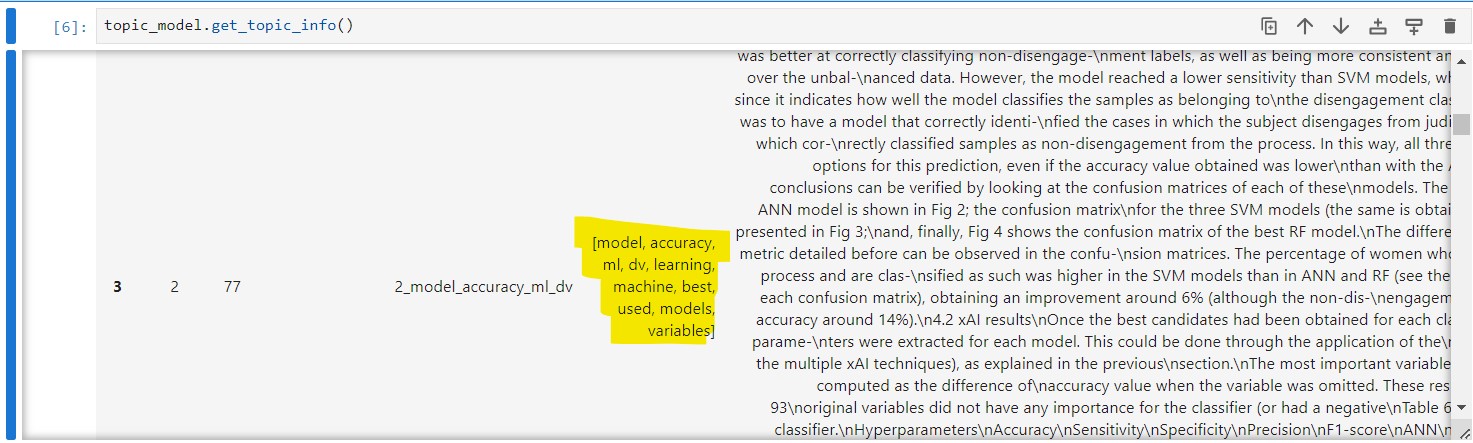 [6]: topic_model.get_topic_info()
was better at correctly classifying non-disengage-\nment labels, as well as being more consistent
over the unbal-\nanced data. However, the model reached a lower sensitivity than SVM models,
since it indicates how well the model classifies the samples as belonging to\nthe disengagement
was to have a model that correctly identi-\nfied the cases in which the subject disengages from
which cor-\nrectly classified samples as non-disengagement from the process. In this way, all
options for this prediction, even if the accuracy value obtained was lower\nthan with the
conclusions can be verified by looking at the confusion matrices of each of these\nmodels. The
ANN model is shown in Fig 2; the confusion matrix\nfor the three SVM models (the same is
presented in Fig 3;\nand, finally, Fig 4 shows the confusion matrix of the best RF model.\nThe
metric detailed before can be observed in the confu-\nsion matrices. The percentage of women
process and are clas-\nsified as such was higher in the SVM models than in ANN and RF (see the
each confusion matrix), obtaining an improvement around 6% (although the non-dis-\nengagem
accuracy around 14%).\n4.2 xAI results\nOnce the best candidates had been obtained for each
parame-\nters were extracted for each model. This could be done through the application of the\
the multiple xAI techniques), as explained in the previous\nsection.\nThe most important variable
computed as the difference of\naccuracy value when the variable was omitted. These
93\noriginal variables did not have any importance for the classifier (or had a negative\nTable 6
classifier.\nHyperparameters\nAccuracy\nSensitivity\nSpecificity\nPrecision\nF1-score\nANN\
3 2 77 2_model_accuracy_ml_dv
[model, accuracy,
ml, dv, learning,
machine, best,
used, models,
variables]